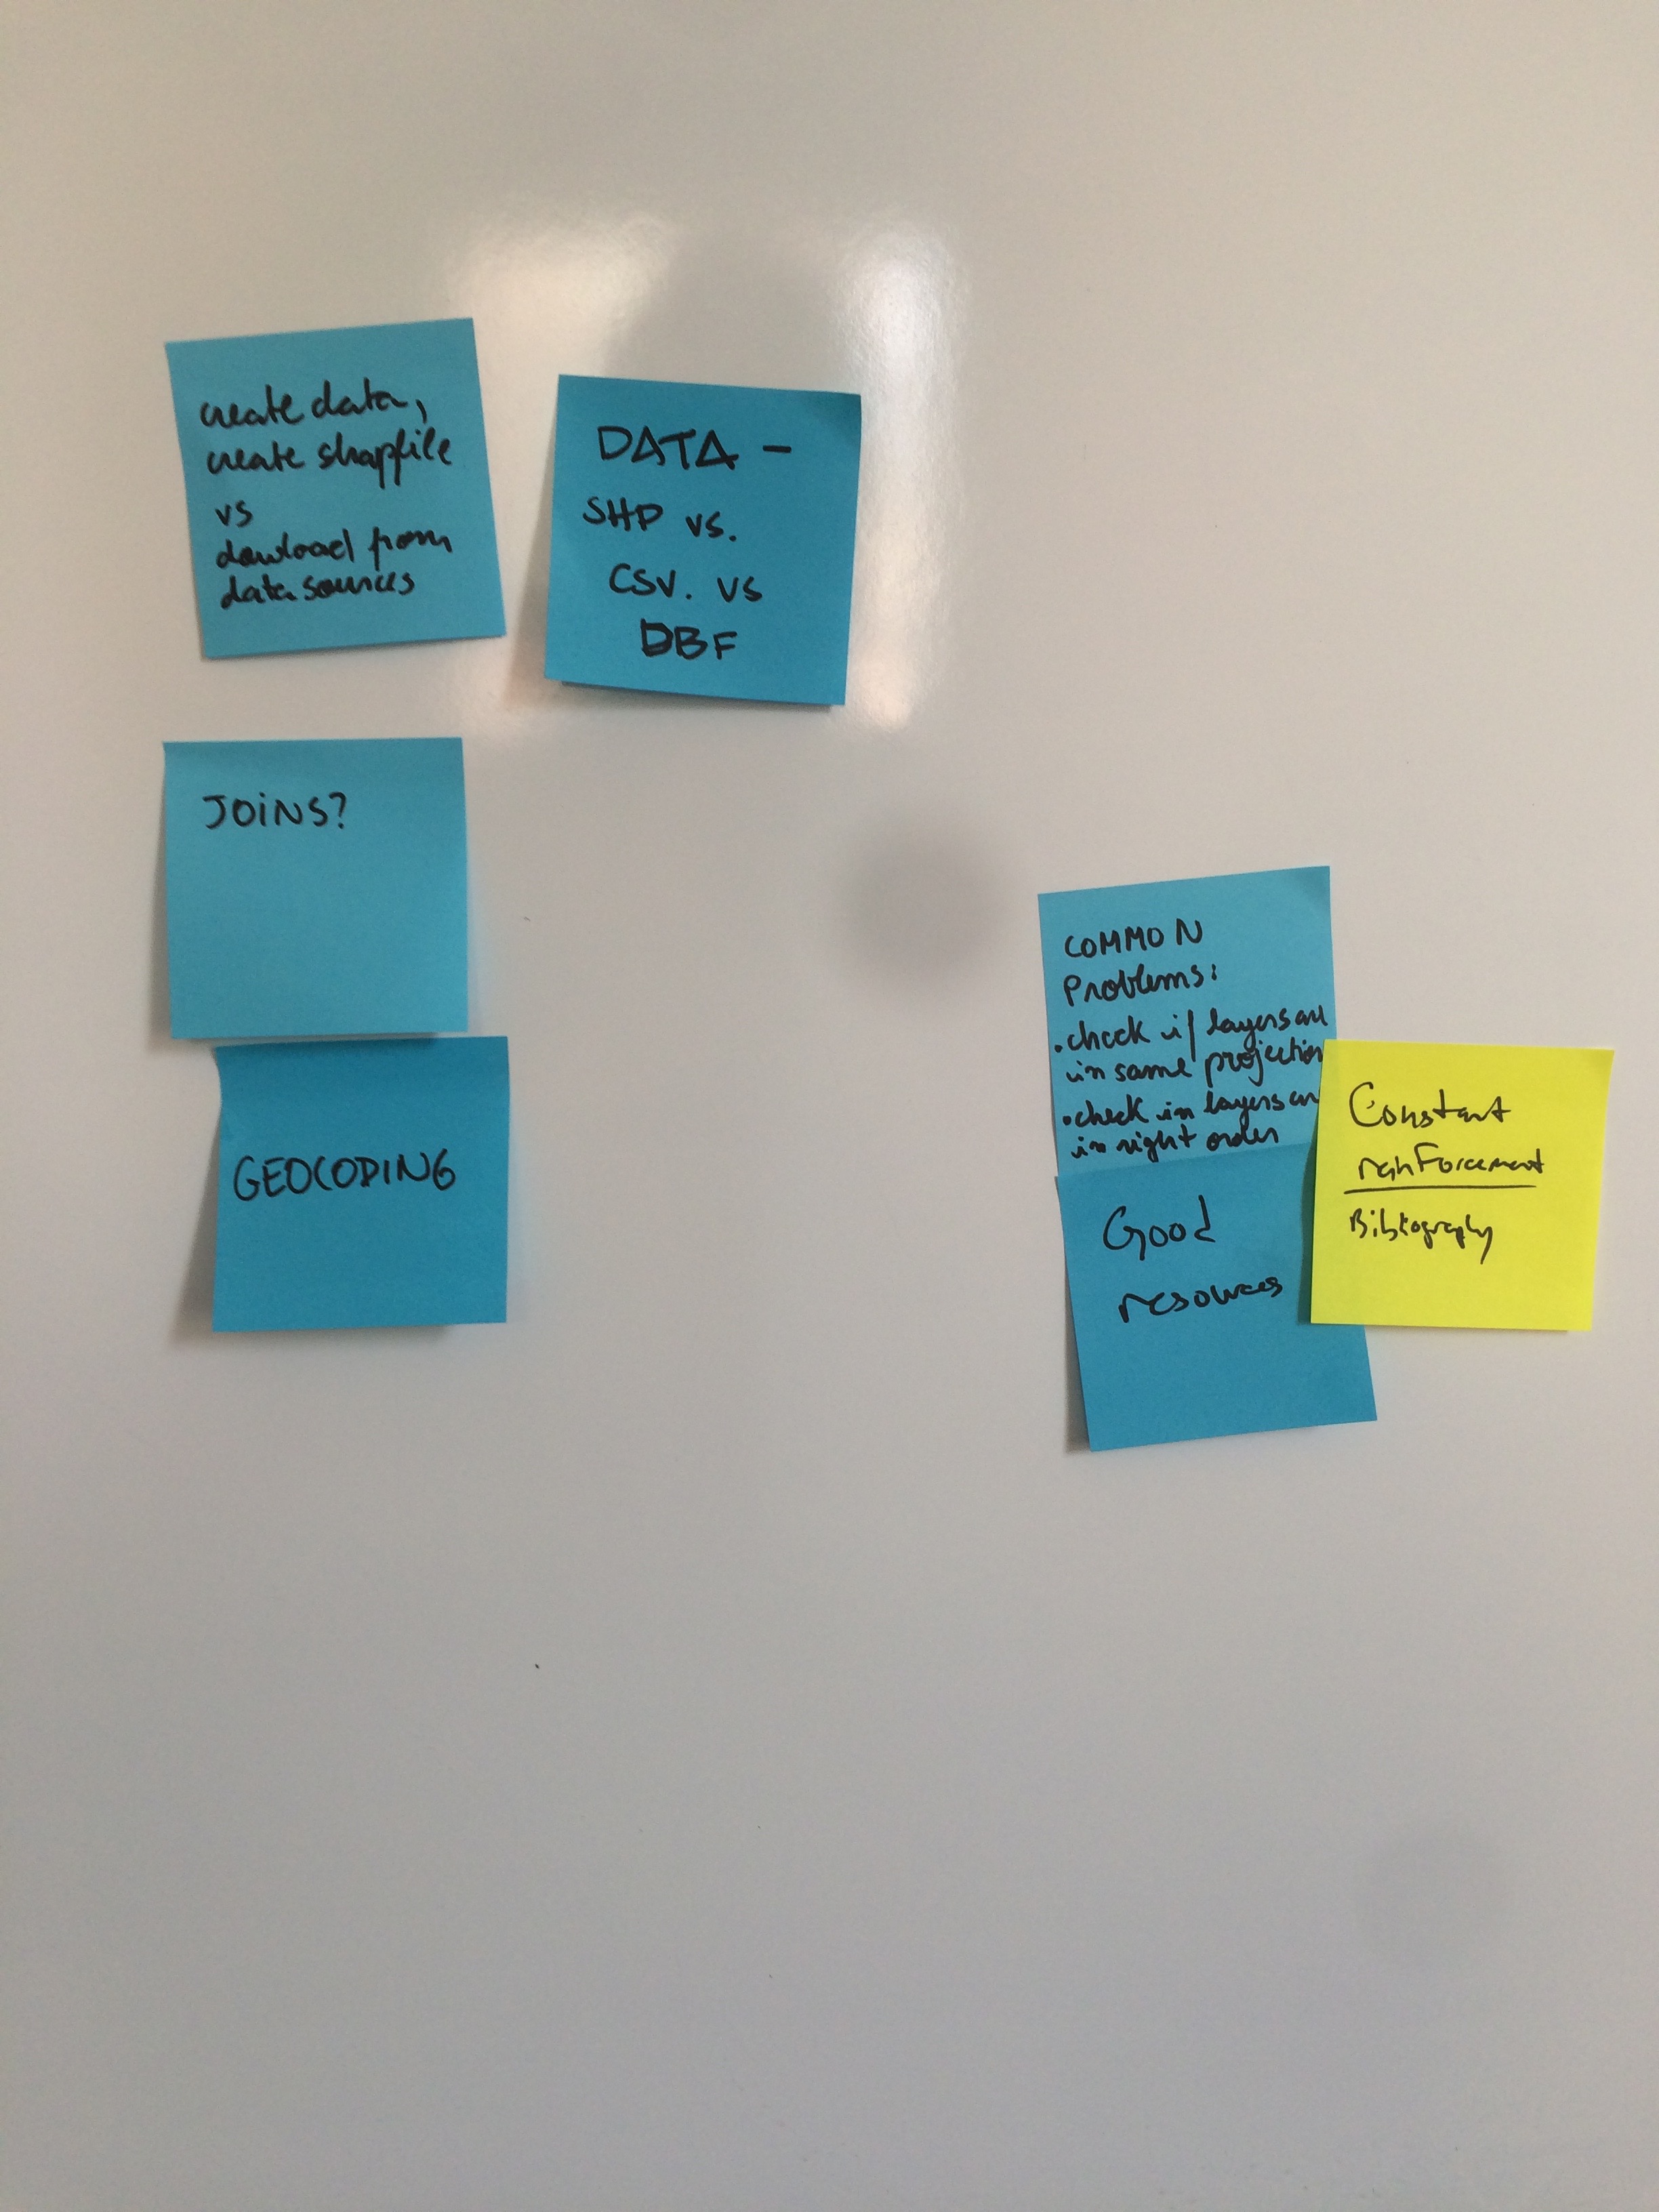 create data,
create shapfile
vs
dowload from
data sources
DATA -
SHP vs.
CSV. vs
DBF
JOINS?
GEOCODING
COMMON
Problems:
. check if layers are
in same projection
. check in layers are
in right order
Good
resources
Constant
Bibliography